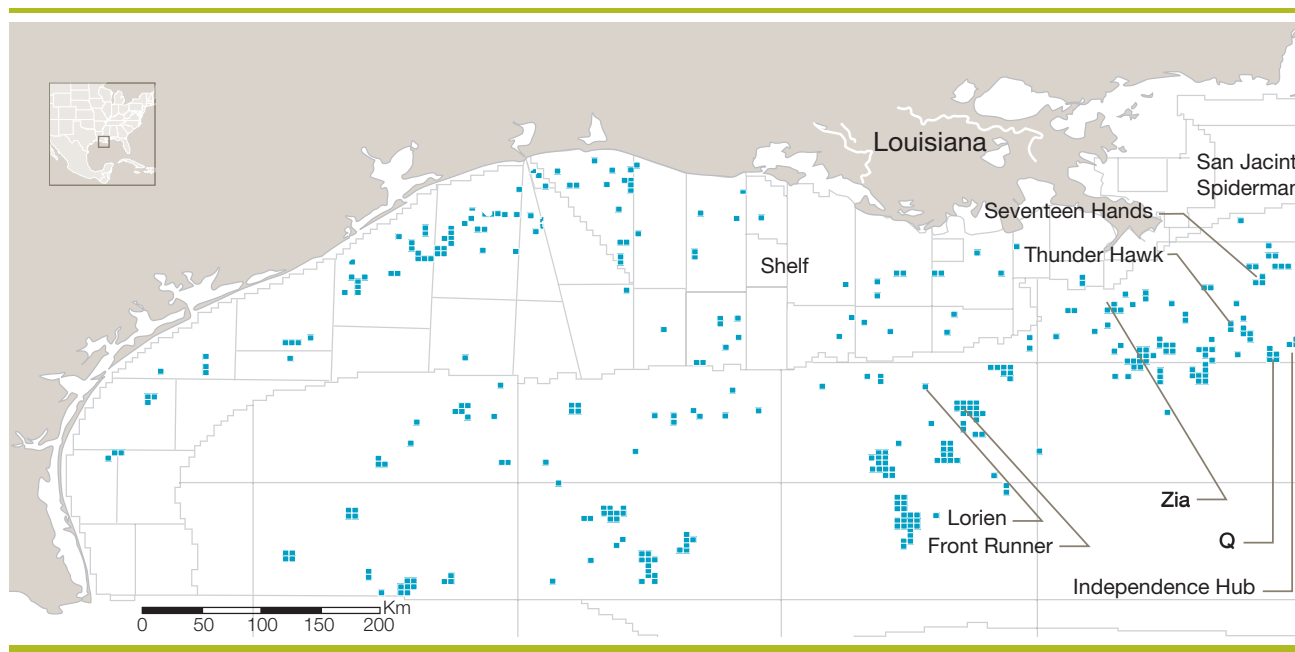 Louisiana
San Jacint
Spiderman
Seventeen Hands
Thunder Hawk
Shelf
Zia
Lorien
Q
Front Runner
Independence Hub
Km
0 50 100 150 200